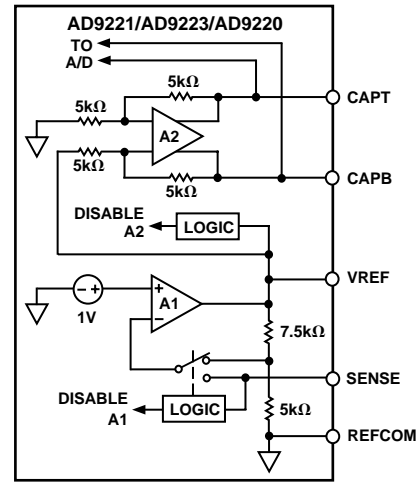 AD9221/AD9223/AD9220
TO
A/D
5kΩ
5kΩ
CAPT
A2
5kΩ
5kΩ
CAPB
DISABLE
A2
LOGIC
VREF
1V
+
A1
–
– +
7.5kΩ
SENSE
DISABLE
A1
LOGIC
5kΩ
REFCOM